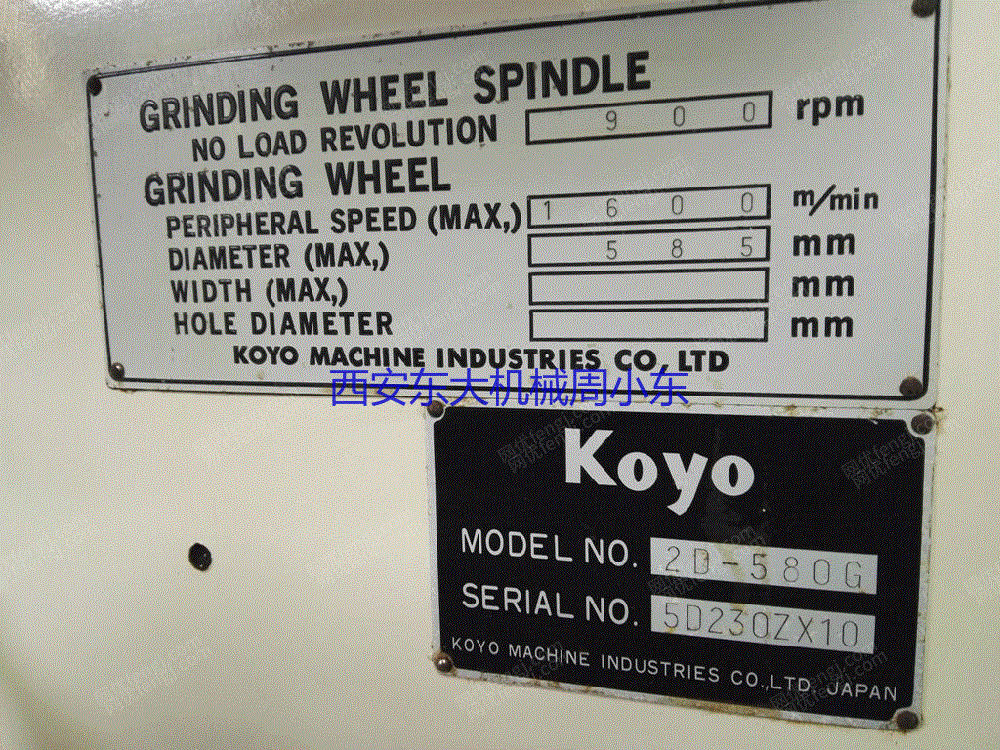 GRINDING WHEEL SPINDLE
NO LOAD REVOLUTION 900 rpm
GRINDING WHEEL
PERIPHERAL SPEED (MAX,) 1600 m/min
DIAMETER (MAX,) 585 mm
WIDTH (MAX,) mm
HOLE DIAMETER mm
KOYO MACHINE INDUSTRIES CO, LTD
西安东大机械周小东
Koyo
MODEL NO. 2D-580G
SERIAL NO. 5D230ZX10
KOYO MACHINE INDUSTRIES CO.,LTD. JAPAN